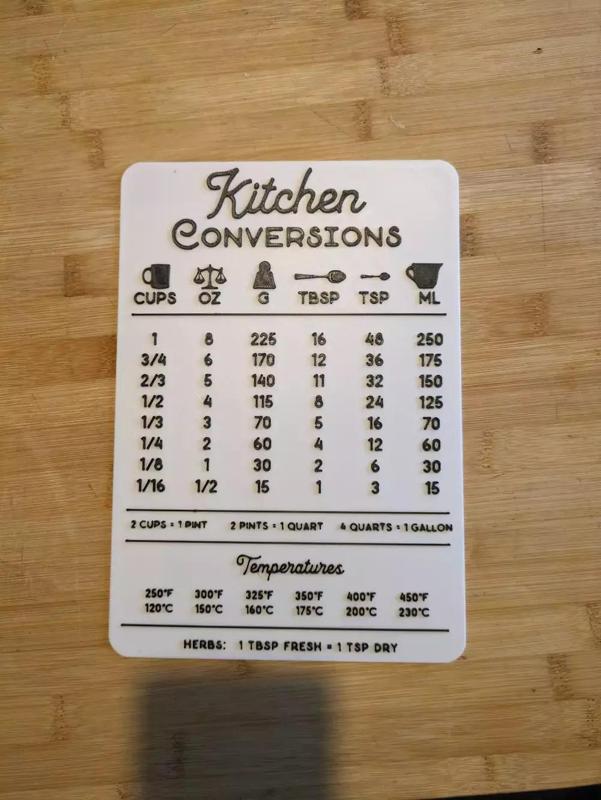 Kitchen
CONVERSIONS
CUPS OZ G TBSP TSP ML
1 8 225 16 48 250
3/4 6 170 12 36 175
2/3 5 140 11 32 150
1/2 4 115 8 24 125
1/3 3 70 5 16 70
1/4 2 60 4 12 60
1/8 1 30 2 6 30
1/16 1/2 15 1 3 15
2 CUPS = 1 PINT 2 PINTS = 1 QUART 4 QUARTS = 1 GALLON
Temperatures
250°F 300°F 325°F 350°F 400°F 450°F
120°C 150°C 160°C 175°C 200°C 230°C
HERBS: 1 TBSP FRESH = 1 TSP DRY